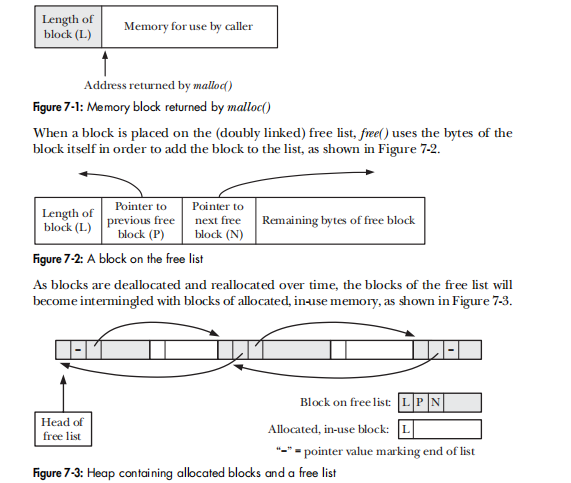 Length of
block (L)
Memory for use by caller
Address returned by malloc()
Figure 7-1: Memory block returned by malloc()
When a block is placed on the (doubly linked) free list, free() uses the bytes of the
block itself in order to add the block to the list, as shown in Figure 7-2.
Length of
block (L)
Pointer to
previous free
block (P)
Pointer to
next free
block (N)
Remaining bytes of free block
Figure 7-2: A block on the free list
As blocks are deallocated and reallocated over time, the blocks of the free list will
become intermingled with blocks of allocated, in-use memory, as shown in Figure 7-3.
–
–
Head of
free list
Block on free list: L P N
Allocated, in-use block: L
“–” = pointer value marking end of list
Figure 7-3: Heap containing allocated blocks and a free list